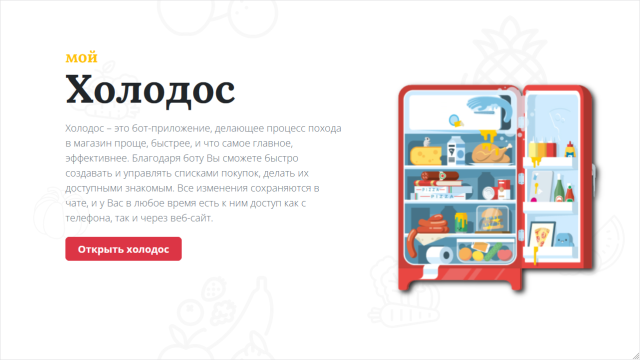 мой
Холодос
Холодос – это бот-приложение, делающее процесс похода
в магазин проще, быстрее, и что самое главное,
эффективнее. Благодаря боту Вы сможете быстро
создавать и управлять списками покупок, делать их
доступными знакомым. Все изменения сохраняются в
чате, и у Вас в любое время есть к ним доступ как с
телефона, так и через веб-сайт.
Открыть холодос
PIZZA
PIZZA